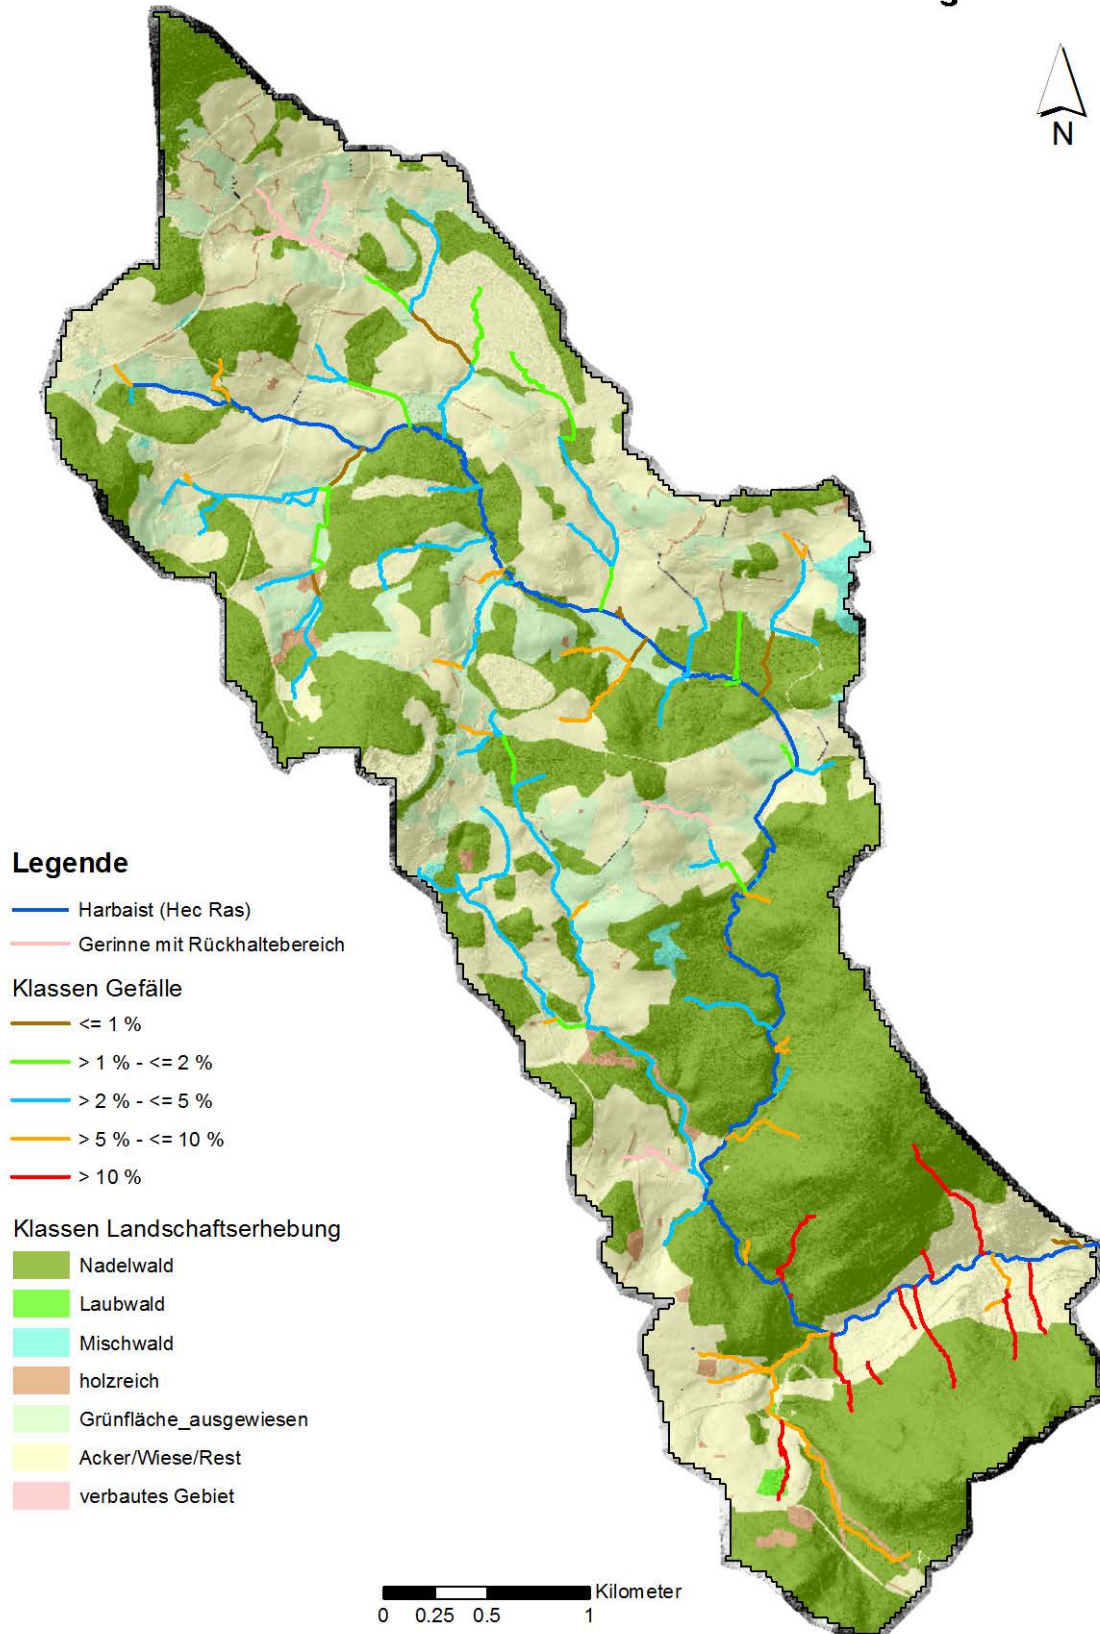 N
Legende
Harbaist (Hec Ras)
Gerinne mit Rückhaltebereich
Klassen Gefälle
<= 1 %
> 1 % - <= 2 %
> 2 % - <= 5 %
> 5 % - <= 10 %
> 10 %
Klassen Landschaftserhebung
Nadelwald
Laubwald
Mischwald
holzreich
Grünfläche_ausgewiesen
Acker/Wiese/Rest
verbautes Gebiet
Kilometer
0 0.25 0.5 1